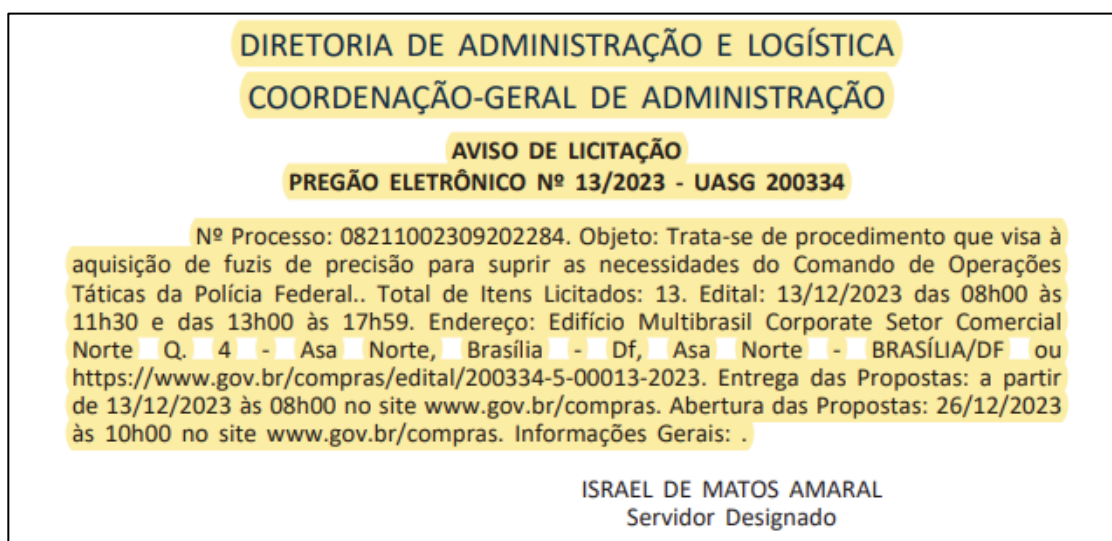 DIRETORIA DE ADMINISTRAÇÃO E LOGÍSTICA
COORDENAÇÃO-GERAL DE ADMINISTRAÇÃO
AVISO DE LICITAÇÃO
PREGÃO ELETRÔNICO Nº 13/2023 - UASG 200334
Nº Processo: 08211002309202284. Objeto: Trata-se de procedimento que visa à
aquisição de fuzis de precisão para suprir as necessidades do Comando de Operações
Táticas da Polícia Federal.. Total de Itens Licitados: 13. Edital: 13/12/2023 das 08h00 às
11h30 e das 13h00 às 17h59. Endereço: Edifício Multibrasil Corporate Setor Comercial
Norte Q. 4 - Asa Norte, Brasília - Df, Asa Norte - BRASÍLIA/DF ou
https://www.gov.br/compras/edital/200334-5-00013-2023. Entrega das Propostas: a partir
de 13/12/2023 às 08h00 no site www.gov.br/compras. Abertura das Propostas: 26/12/2023
às 10h00 no site www.gov.br/compras. Informações Gerais: .
ISRAEL DE MATOS AMARAL
Servidor Designado